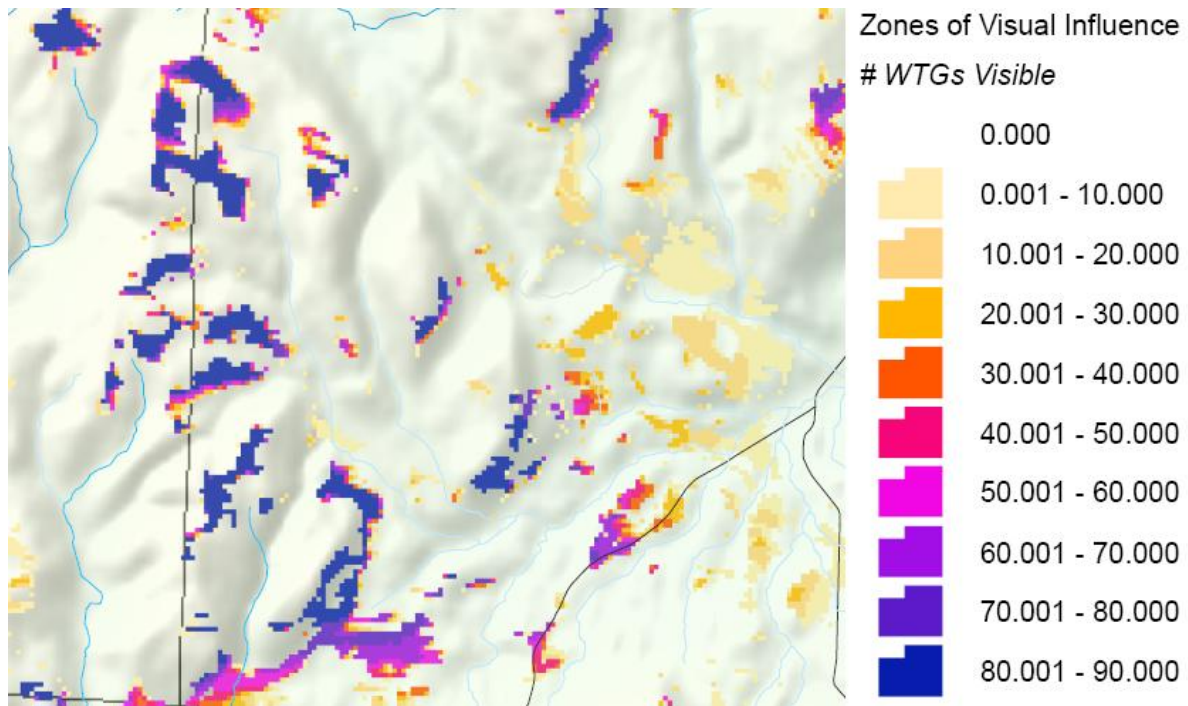 Zones of Visual Influence
# WTGs Visible
0.000
0.001 - 10.000
10.001 - 20.000
20.001 - 30.000
30.001 - 40.000
40.001 - 50.000
50.001 - 60.000
60.001 - 70.000
70.001 - 80.000
80.001 - 90.000